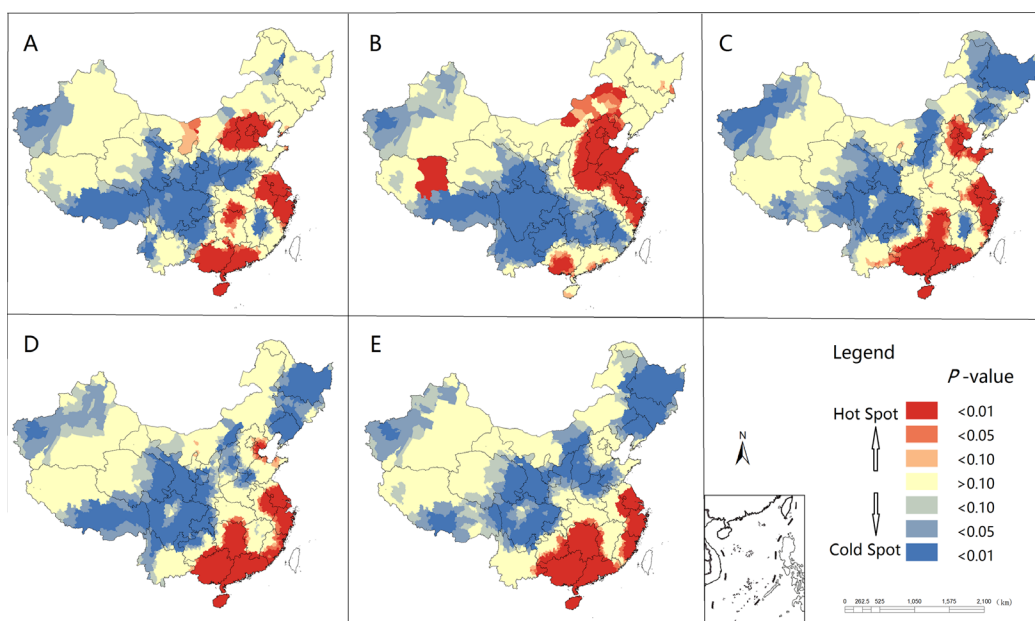 A
B
C
D
E
Legend
P -value
Hot Spot
<0.01
<0.05
<0.10
>0.10
<0.10
<0.05
Cold Spot
<0.01
N
0 262.5 525 1,050 1,575 2,100 (km)